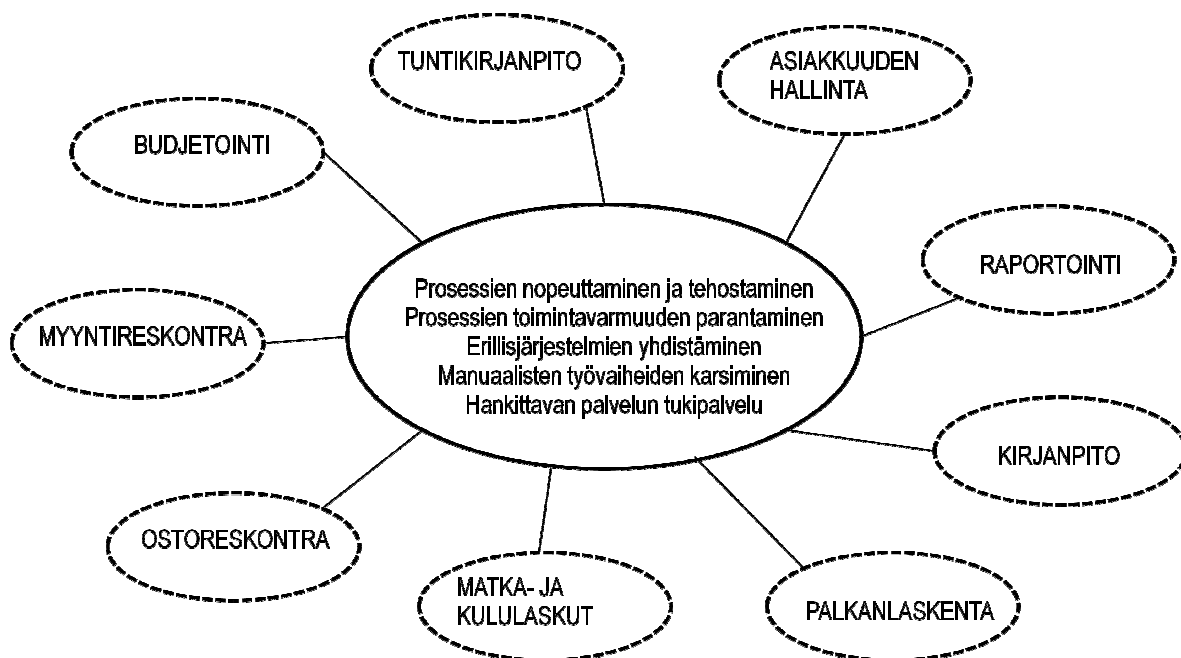 TUNTIKIRJANPITO
ASIAKKUUDEN
HALLINTA
BUDJETOINTI
RAPORTOINTI
Prosessien nopeuttaminen ja tehostaminen
Prosessien toimintavarmuuden parantaminen
Erillisjärjestelmien yhdistäminen
Manuaalisten työvaiheiden karsiminen
Hankittavan palvelun tukipalvelu
MYYNTIRESKONTRA
KIRJANPITO
OSTORESKONTRA
MATKA- JA
KULULASKUT
PALKANLASKENTA